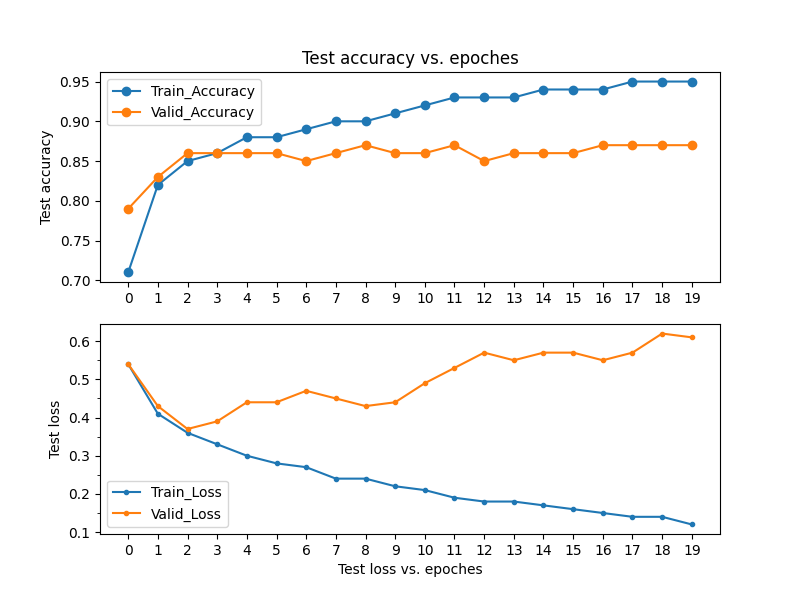 Test accuracy vs. epoches
Test accuracy
0.95
0.90
0.85
0.80
0.75
0.70
Train_Accuracy
Valid_Accuracy
0 1 2 3 4 5 6 7 8 9 10 11 12 13 14 15 16 17 18 19
Test loss
0.6
0.5
0.4
0.3
0.2
0.1
Train_Loss
Valid_Loss
0 1 2 3 4 5 6 7 8 9 10 11 12 13 14 15 16 17 18 19
Test loss vs. epoches